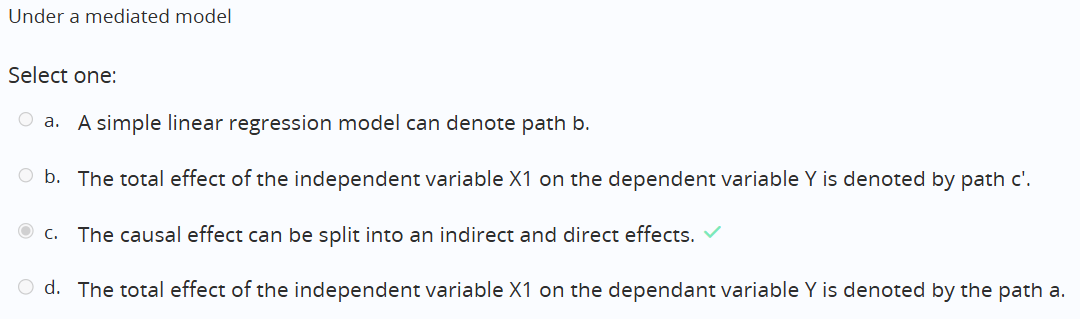 Under a mediated model
Select one:
a. A simple linear regression model can denote path b.
b. The total effect of the independent variable X1 on the dependent variable Y is denoted by path c'.
c. The causal effect can be split into an indirect and direct effects.
d. The total effect of the independent variable X1 on the dependant variable Y is denoted by the path a.